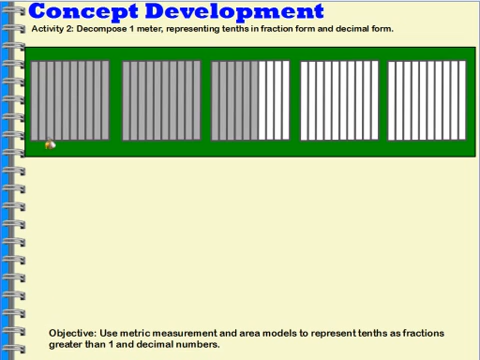 Concept Development
Activity 2: Decompose 1 meter, representing tenths in fraction form and decimal form.
Objective: Use metric measurement and area models to represent tenths as fractions
greater than 1 and decimal numbers.